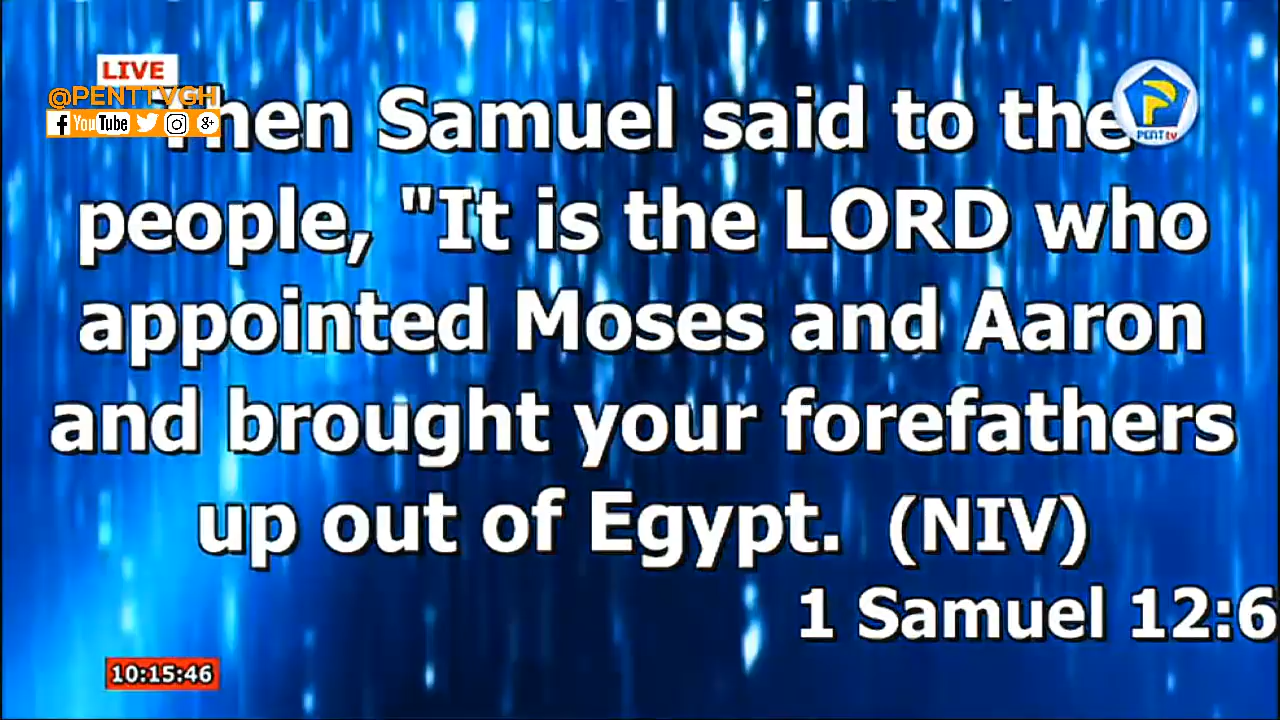 LIVE
@PENTTVGH
f YouTube g+
Then Samuel said to the
P
PENT tv
people, "It is the LORD who
appointed Moses and Aaron
and brought your forefathers
up out of Egypt. (NIV)
1 Samuel 12:6
10:15:46